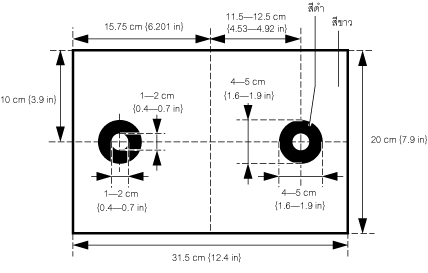 สีดำ
สีขาว
11.5—12.5 cm
{4.53—4.92 in}
15.75 cm {6.201 in}
10 cm {3.9 in}
1—2 cm
{0.4—0.7 in}
4—5 cm
{1.6—1.9 in}
20 cm {7.9 in}
1—2 cm
{0.4—0.7 in}
4—5 cm
{1.6—1.9 in}
31.5 cm {12.4 in}